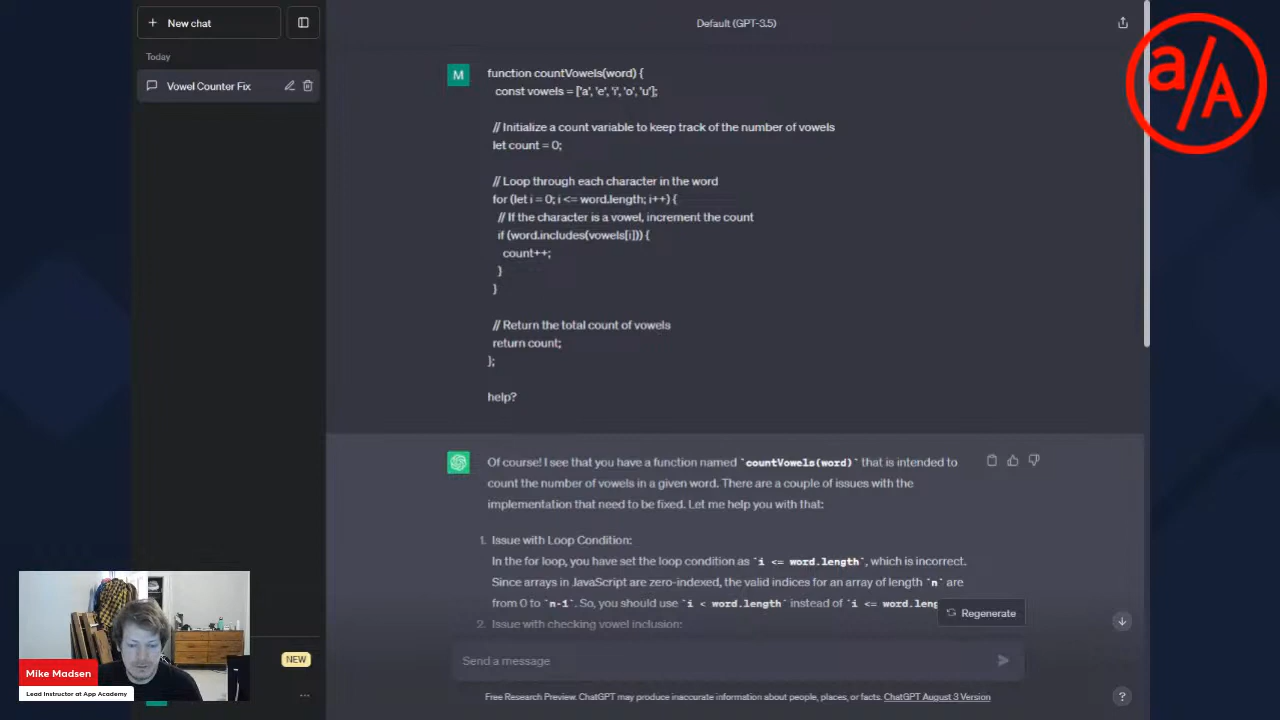 New chat
Default (GPT-3.5)
Today
Vowel Counter Fix
a/A
M
function countVowels(word) {
const vowels = ['a', 'e', 'i', 'o', 'u'];
// Initialize a count variable to keep track of the number of vowels
let count = 0;
// Loop through each character in the word
for (let i = 0; i <= word.length; i++) {
// If the character is a vowel, increment the count
if (word.includes(vowels[i])) {
count++;
}
}
// Return the total count of vowels
return count;
};
help?
Of course! I see that you have a function named `countVowels(word)` that is intended to
count the number of vowels in a given word. There are a couple of issues with the
implementation that need to be fixed. Let me help you with that:
1. Issue with Loop Condition:
In the for loop, you have set the loop condition as `i <= word.length`, which is incorrect.
Since arrays in JavaScript are zero-indexed, the valid indices for an array of length `n` are
from 0 to `n-1`. So, you should use `i < word.length` instead of `i <= word.leng
2. Issue with checking vowel inclusion:
Regenerate
Send a message
Free Research Preview. ChatGPT may produce inaccurate information about people, places, or facts. ChatGPT August 3 Version
?
NEW
...
Mike Madsen
Lead Instructor at App Academy